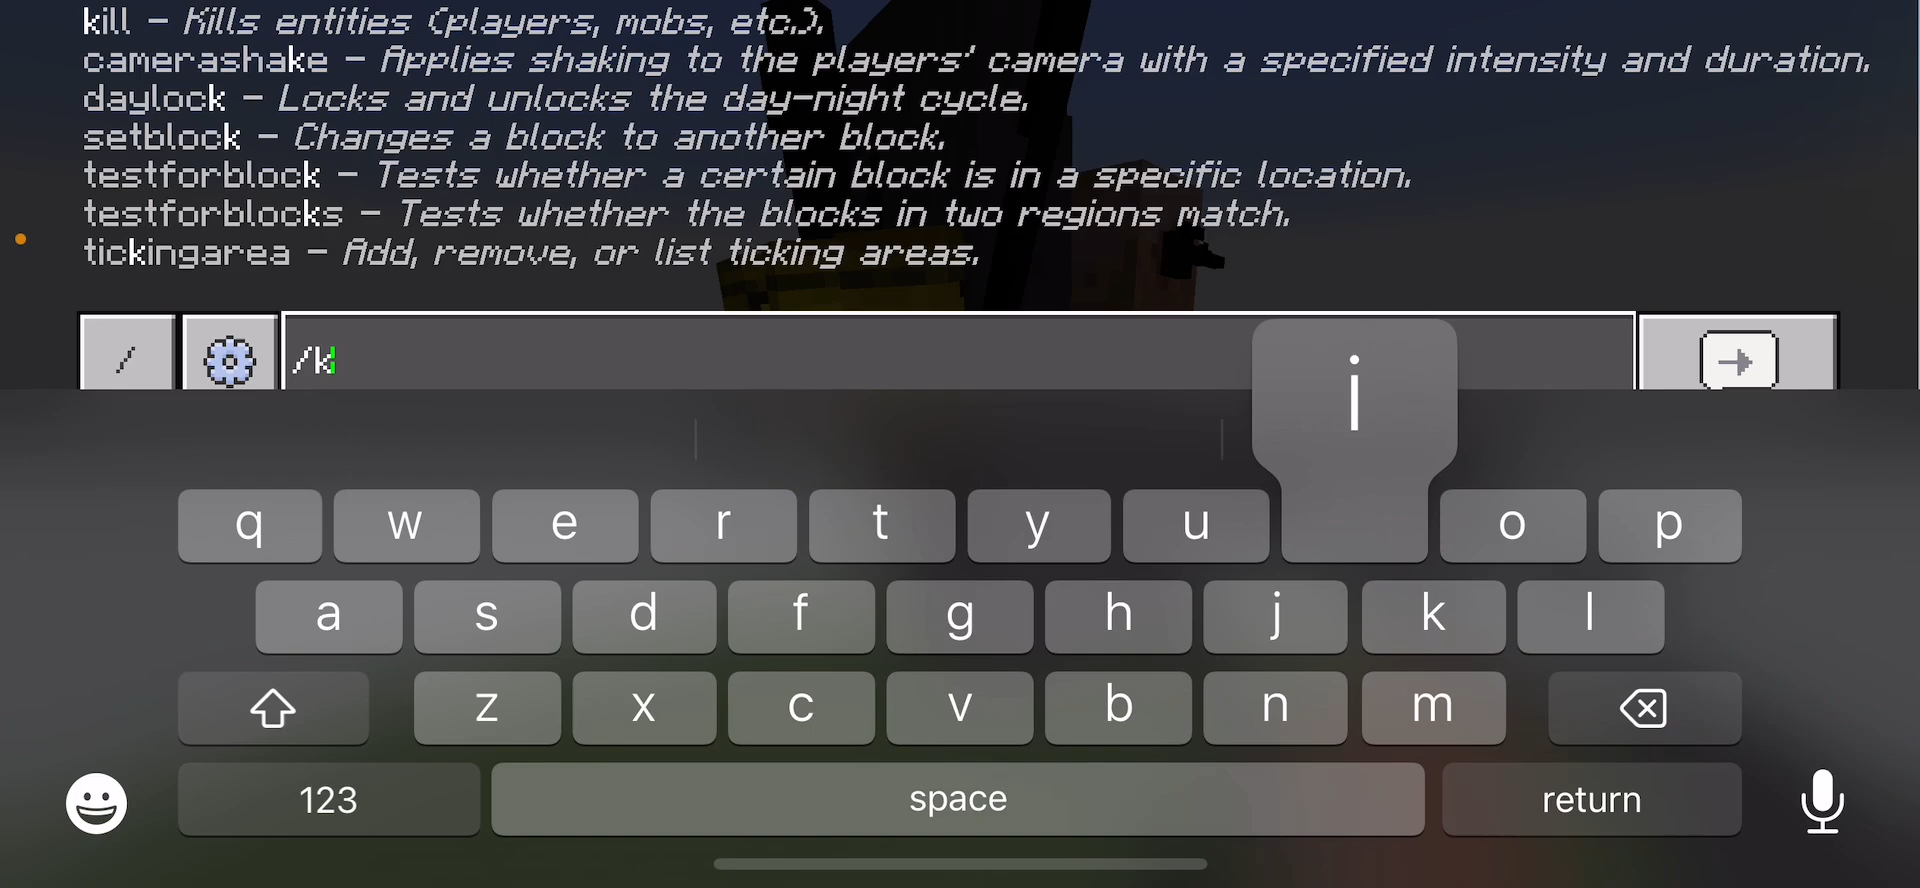 kill – Kills entities (players, mobs, etc.).
camerashake – Applies shaking to the players' camera with a specified intensity and duration.
daylock – Locks and unlocks the day-night cycle.
setblock – Changes a block to another block.
testforblock – Tests whether a certain block is in a specific location.
testforblocks – Tests whether the blocks in two regions match.
tickingarea – Add, remove, or list ticking areas.
/ /k
i
q w e r t y u o p
a s d f g h j k l
z x c v b n m
123 space return